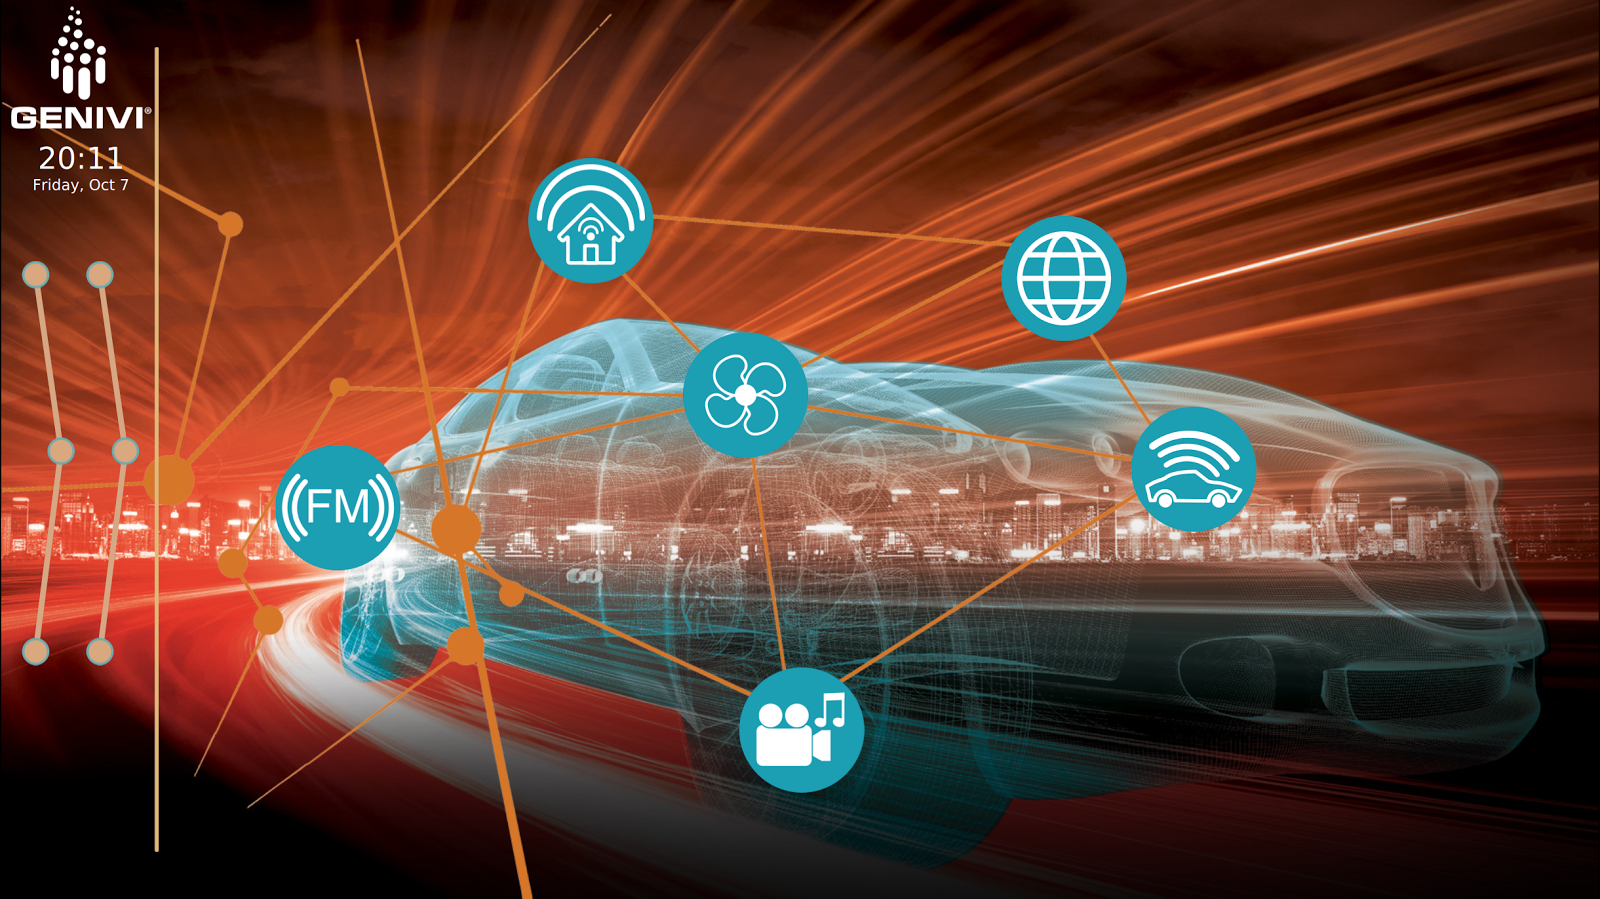 GENIVI®
20:11
Friday, Oct 7
FM